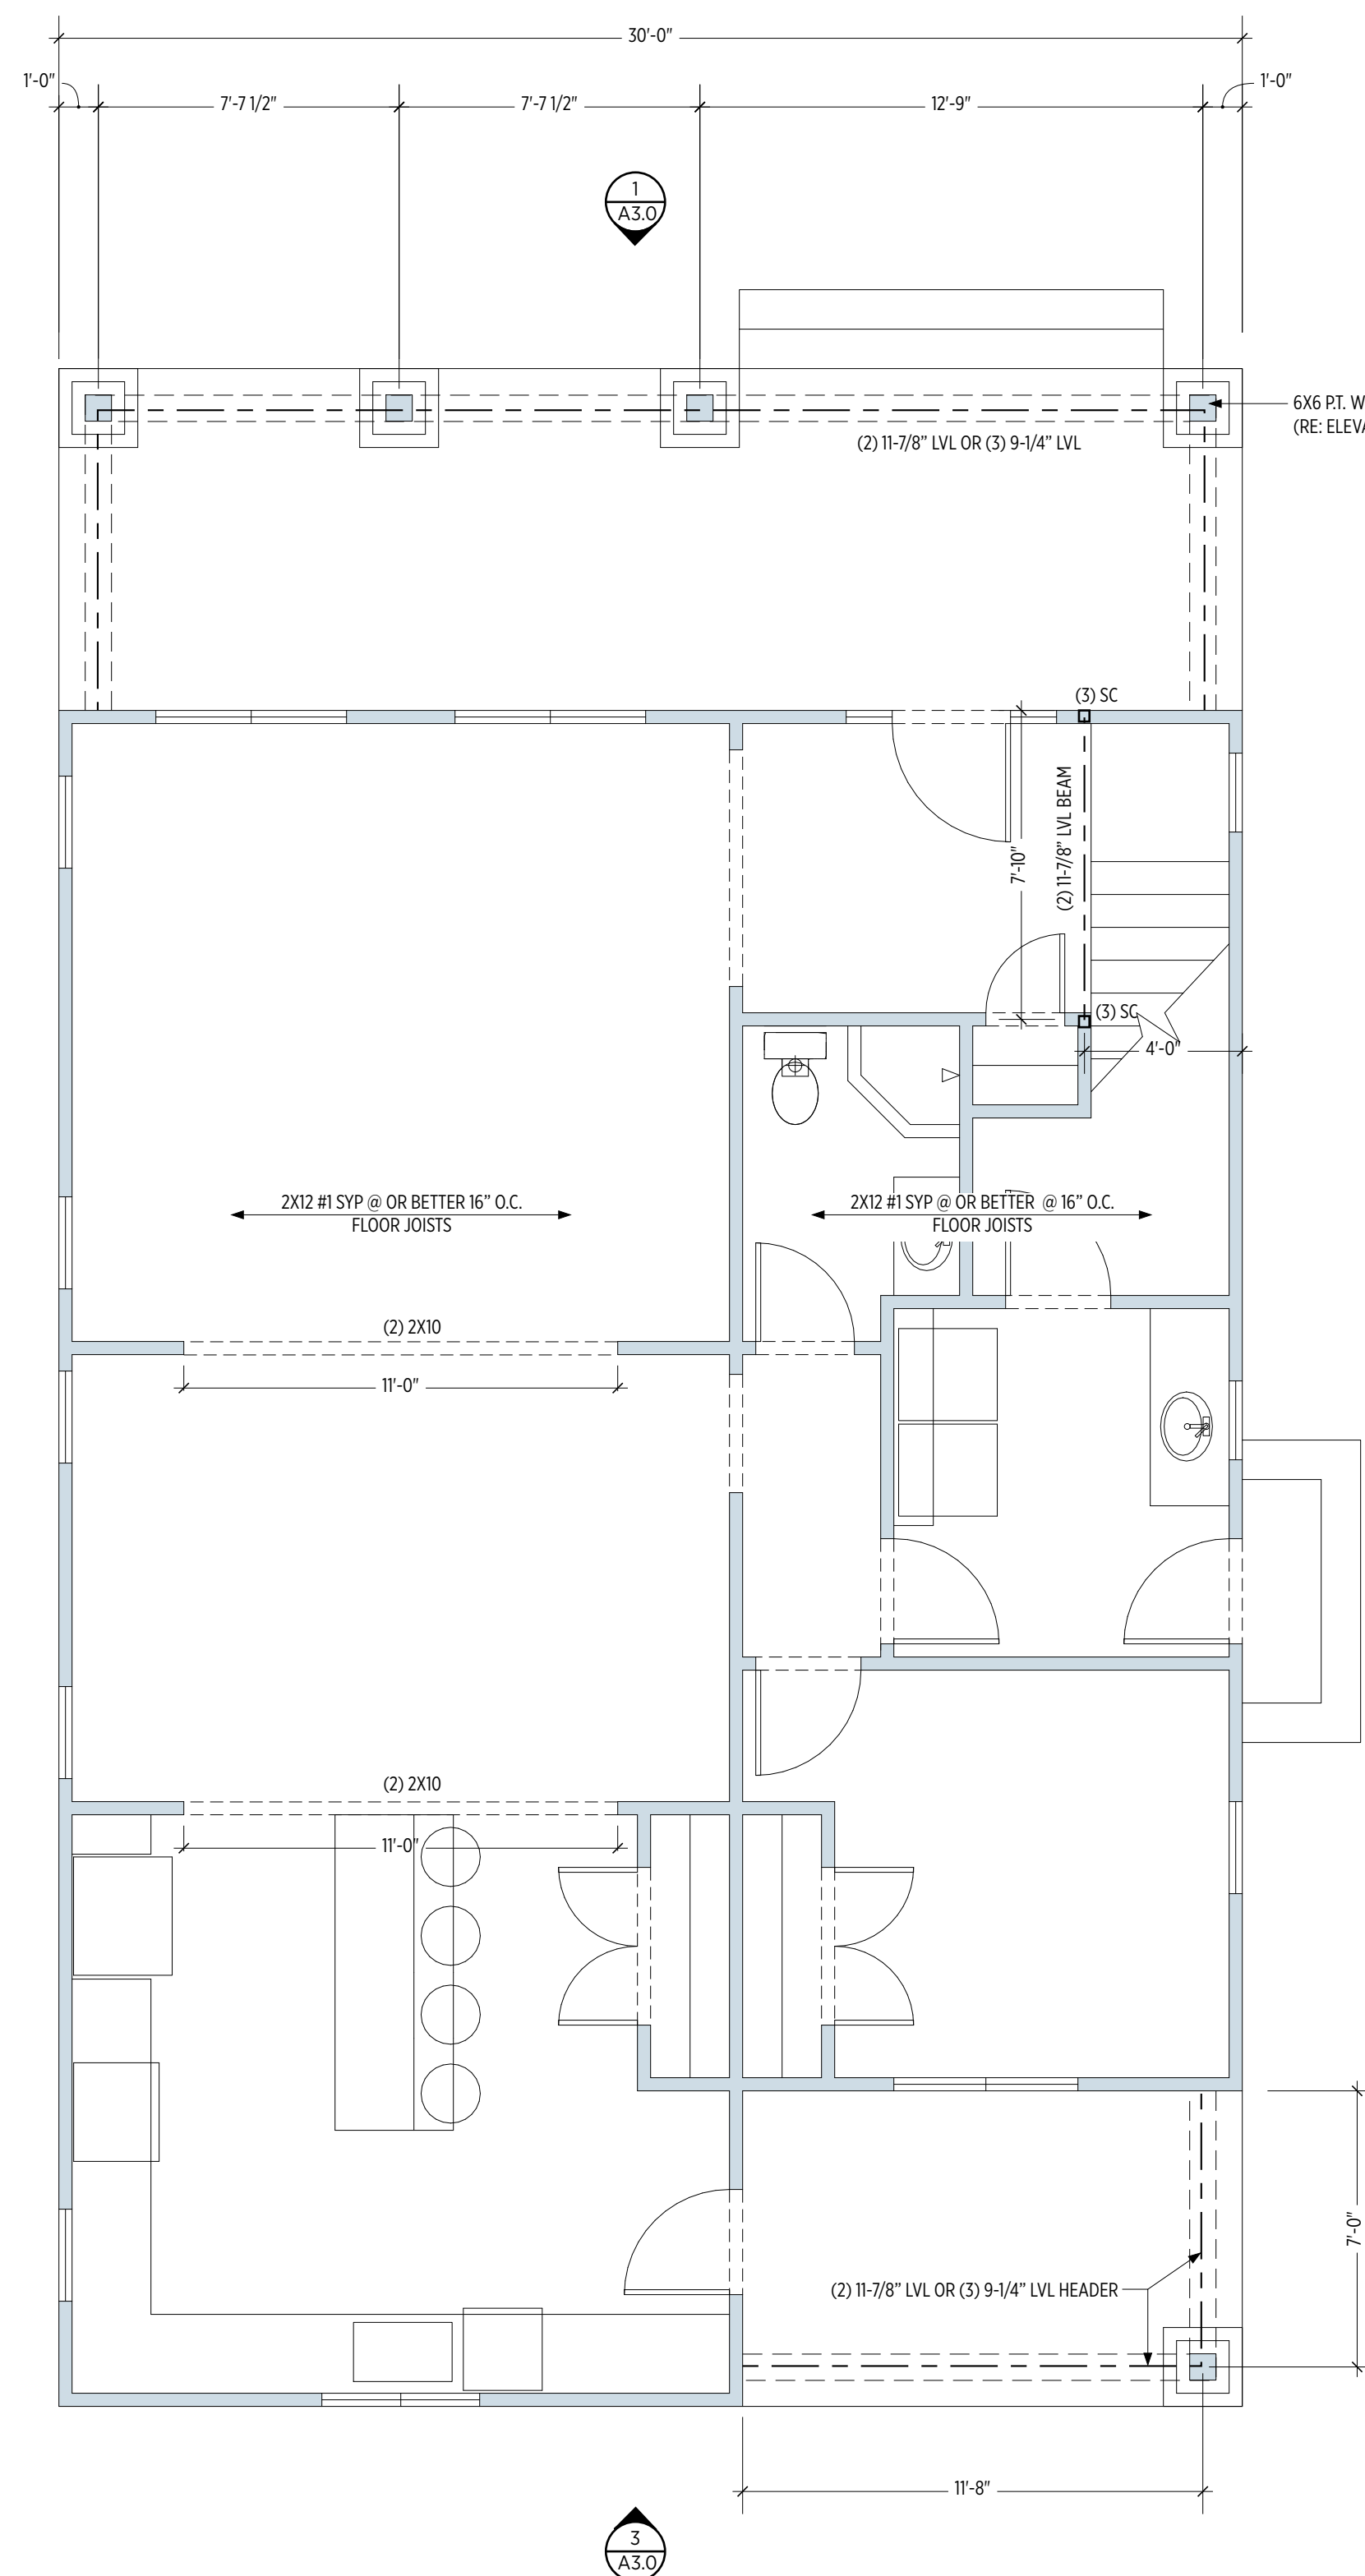 30'-0"
1'-0"
7'-7 1/2"
7'-7 1/2"
12'-9"
1'-0"
1
A3.0
6X6 P.T. W
(RE: ELEVA
(2) 11-7/8” LVL OR (3) 9-1/4” LVL
(3) SC
(2) 11-7/8” LVL BEAM
7'-10"
(3) SC
4'-0"
2X12 #1 SYP @ OR BETTER 16” O.C.
FLOOR JOISTS
2X12 #1 SYP @ OR BETTER @ 16” O.C.
FLOOR JOISTS
(2) 2X10
11'-0"
(2) 2X10
11'-0"
7'-0"
(2) 11-7/8” LVL OR (3) 9-1/4” LVL HEADER
11'-8"
3
A3.0